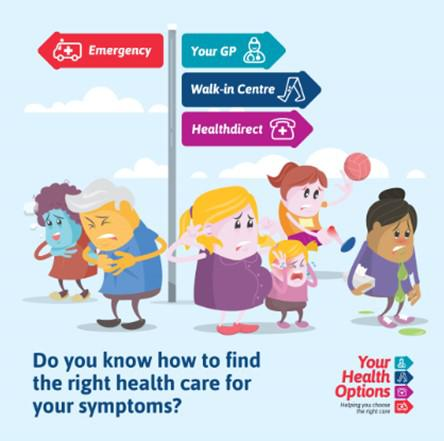 Emergency
Your GP
Walk-in Centre
Healthdirect
Do you know how to find
the right health care for
your symptoms?
Your
Health
Options
Helping you choose
the right care